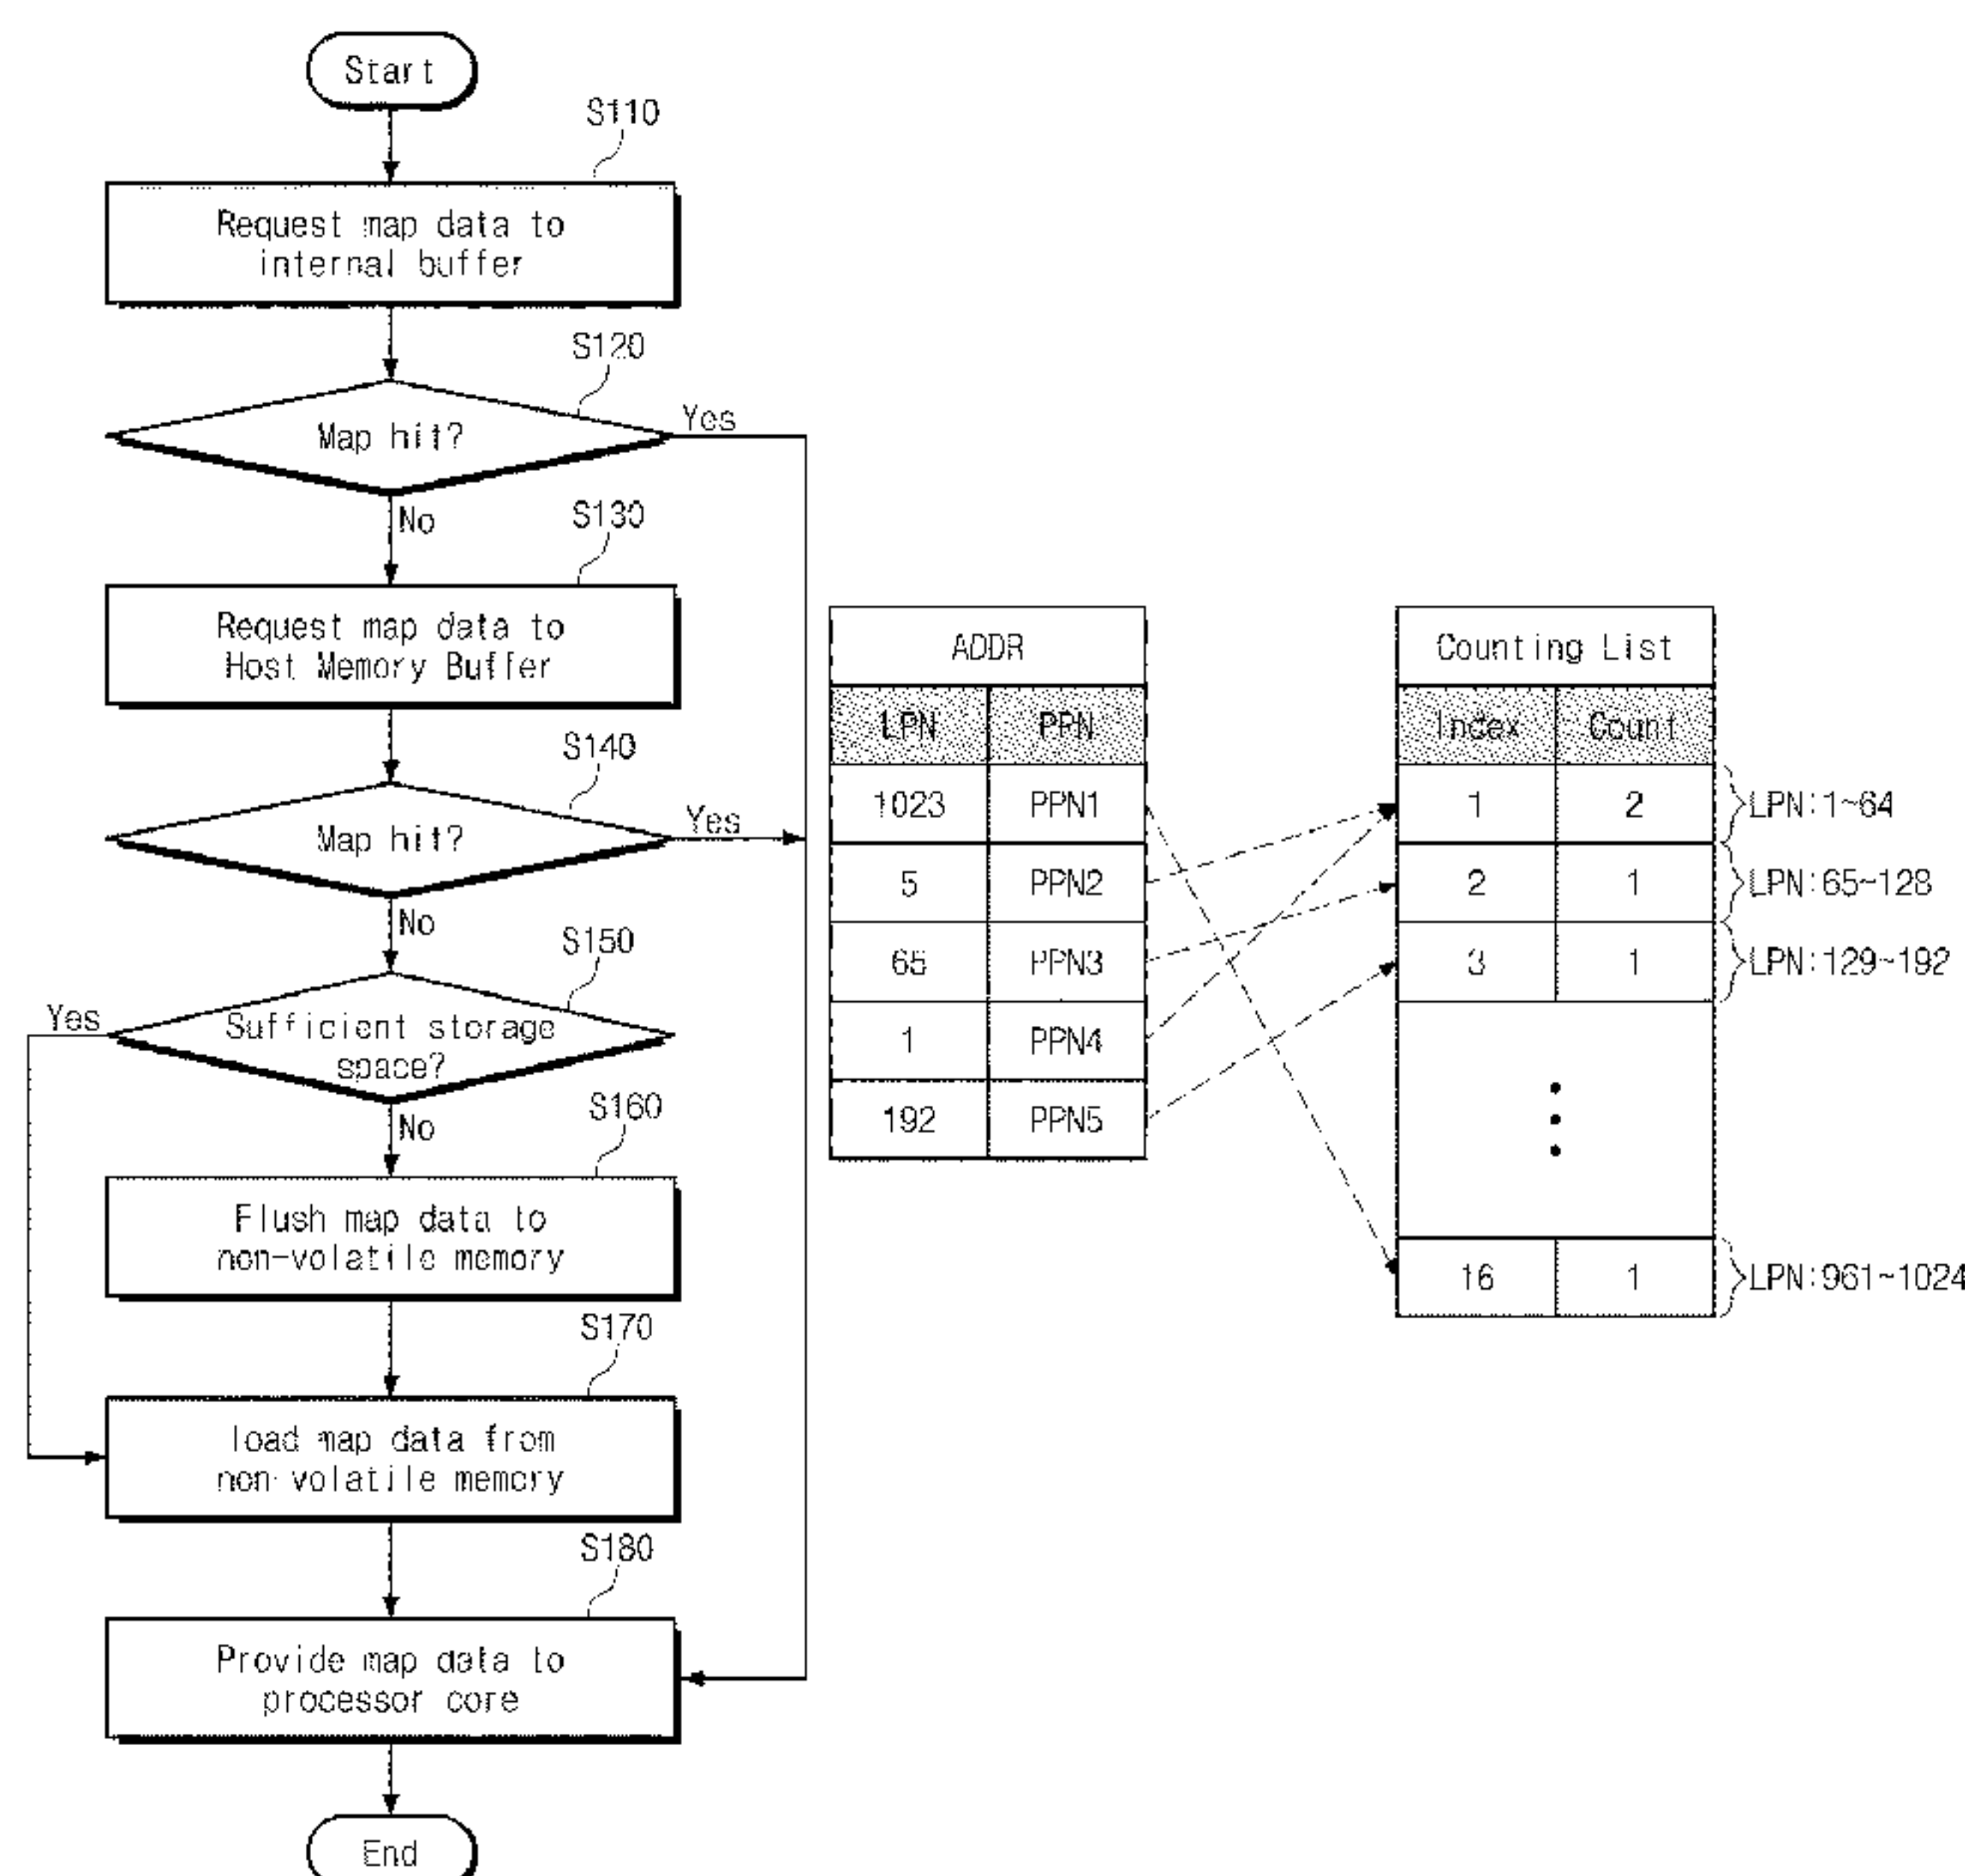 Start
S110
Request map data to
internal buffer
S120
Map hit?
Yes
No
S130
Request map data to
Host Memory Buffer
S140
Map hit?
Yes
No
S150
Yes
Sufficient storage
space?
No
S160
Flush map data to
non-volatile memory
S170
load map data from
non-volatile memory
S180
Provide map data to
processor core
End
ADDR
LPN PPN
1023 PPN1
5 PPN2
65 PPN3
1 PPN4
192 PPN5
Counting List
Index Count
1 2 LPN:1~64
2 1 LPN:65~128
3 1 LPN:129~192
16 1 LPN:961~1024